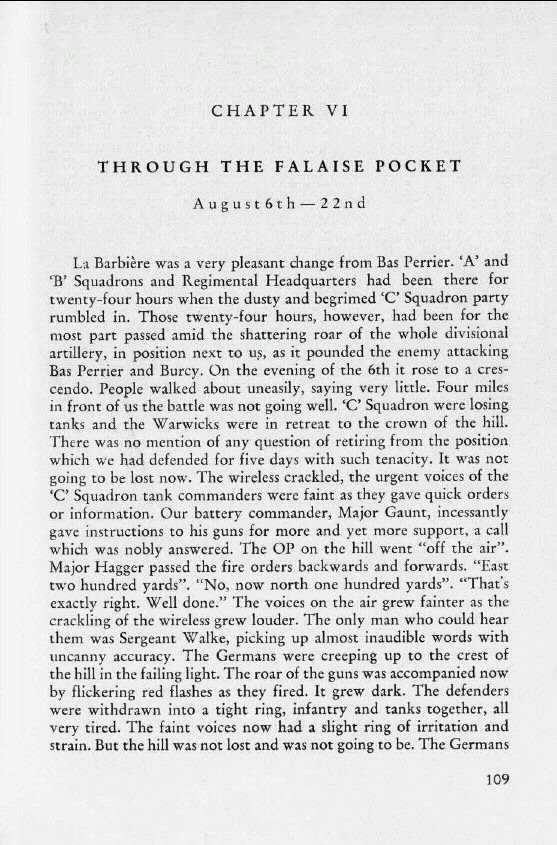 CHAPTER VI
THROUGH THE FALAISE POCKET
August 6th — 22nd
La Barbière was a very pleasant change from Bas Perrier. ‘A’ and
‘B’ Squadrons and Regimental Headquarters had been there for
twenty-four hours when the dusty and begrimed ‘C’ Squadron party
rumbled in. Those twenty-four hours, however, had been for the
most part passed amid the shattering roar of the whole divisional
artillery, in position next to us, as it pounded the enemy attacking
Bas Perrier and Burcy. On the evening of the 6th it rose to a cres-
cendo. People walked about uneasily, saying very little. Four miles
in front of us the battle was not going well. ‘C’ Squadron were losing
tanks and the Warwicks were in retreat to the crown of the hill.
There was no mention of any question of retiring from the position
which we had defended for five days with such tenacity. It was not
going to be lost now. The wireless crackled, the urgent voices of the
‘C’ Squadron tank commanders were faint as they gave quick orders
or information. Our battery commander, Major Gaunt, incessantly
gave instructions to his guns for more and yet more support, a call
which was nobly answered. The OP on the hill went “off the air”.
Major Hagger passed the fire orders backwards and forwards. “East
two hundred yards”. “No, now north one hundred yards”. “That's
exactly right. Well done.” The voices on the air grew fainter as the
crackling of the wireless grew louder. The only man who could hear
them was Sergeant Walke, picking up almost inaudible words with
uncanny accuracy. The Germans were creeping up to the crest of
the hill in the failing light. The roar of the guns was accompanied now
by flickering red flashes as they fired. It grew dark. The defenders
were withdrawn into a tight ring, infantry and tanks together, all
very tired. The faint voices now had a slight ring of irritation and
strain. But the hill was not lost and was not going to be. The Germans
109